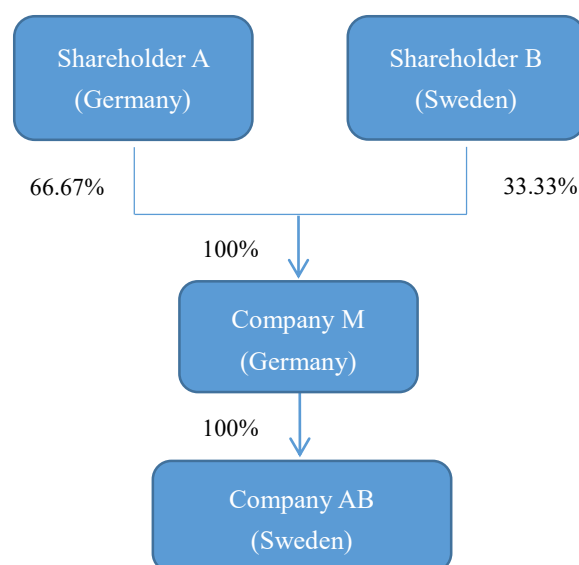 Shareholder A
(Germany)
Shareholder B
(Sweden)
66.67%
33.33%
100%
Company M
(Germany)
100%
Company AB
(Sweden)